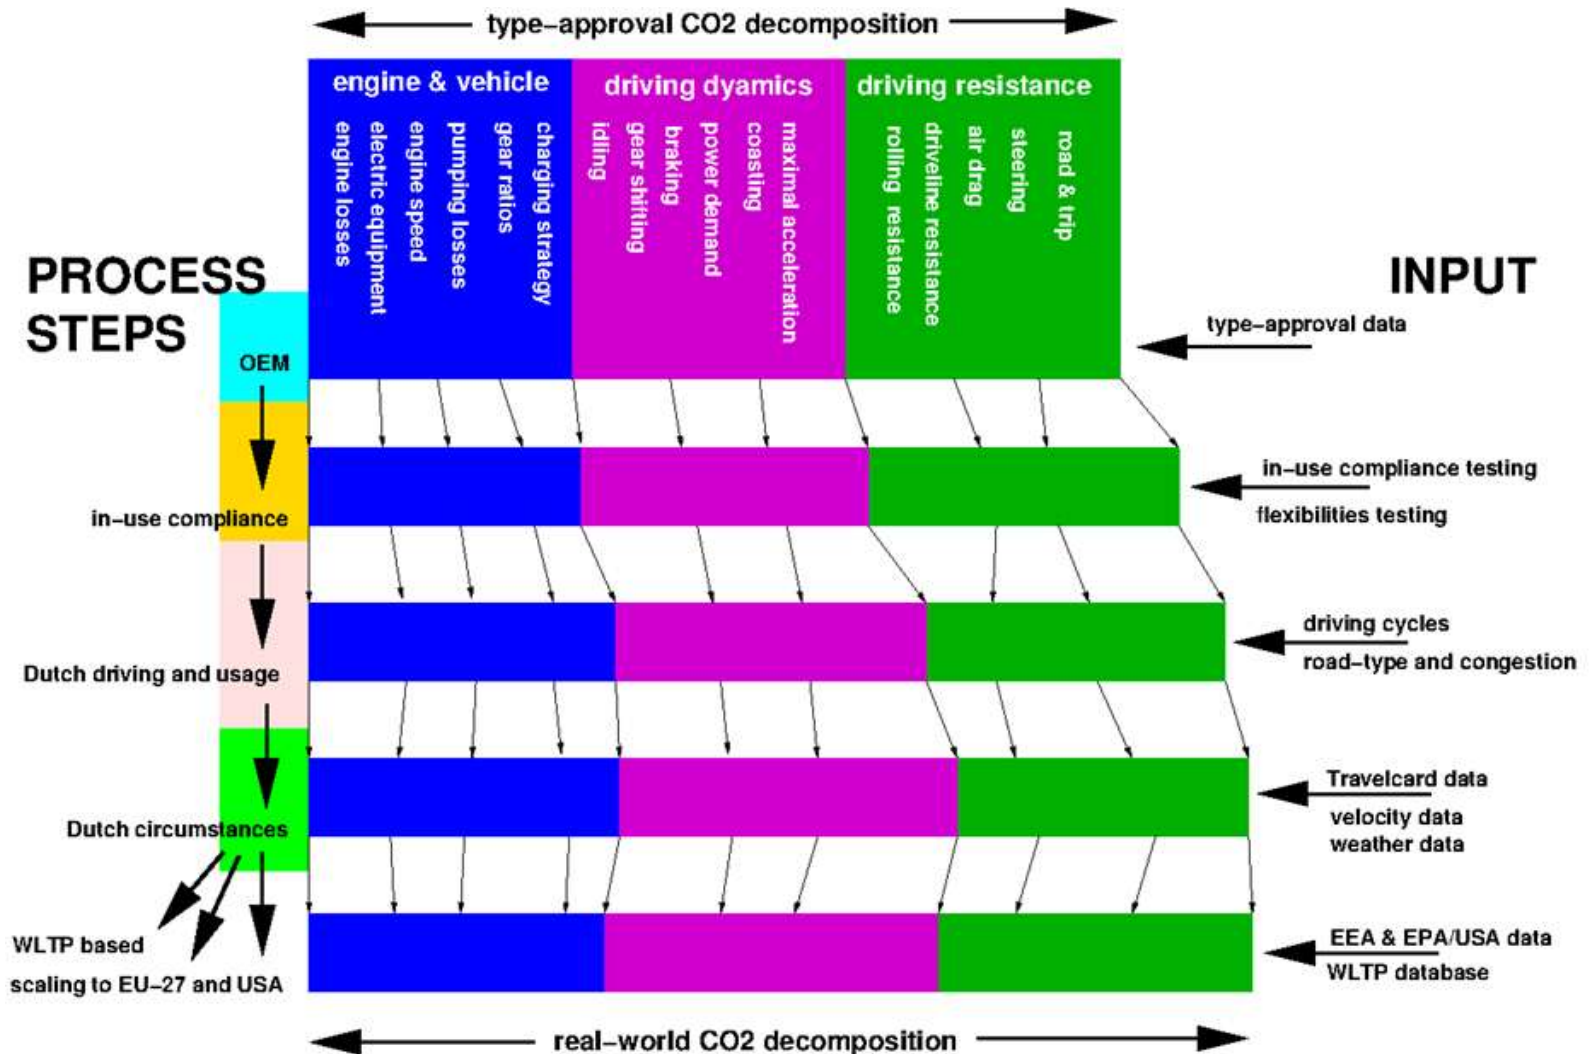 type-approval CO2 decomposition
engine & vehicle
driving dyamics
driving resistance
engine losses
electric equipment
engine speed
pumping losses
gear ratios
charging strategy
idling
gear shifting
braking
power demand
coasting
maximal acceleration
rolling resistance
driveline resistance
air drag
steering
road & trip
PROCESS
STEPS
INPUT
OEM
type-approval data
in-use compliance
in-use compliance testing
flexibilities testing
Dutch driving and usage
driving cycles
road-type and congestion
Dutch circumstances
Travelcard data
velocity data
weather data
WLTP based
scaling to EU-27 and USA
EEA & EPA/USA data
WLTP database
real-world CO2 decomposition